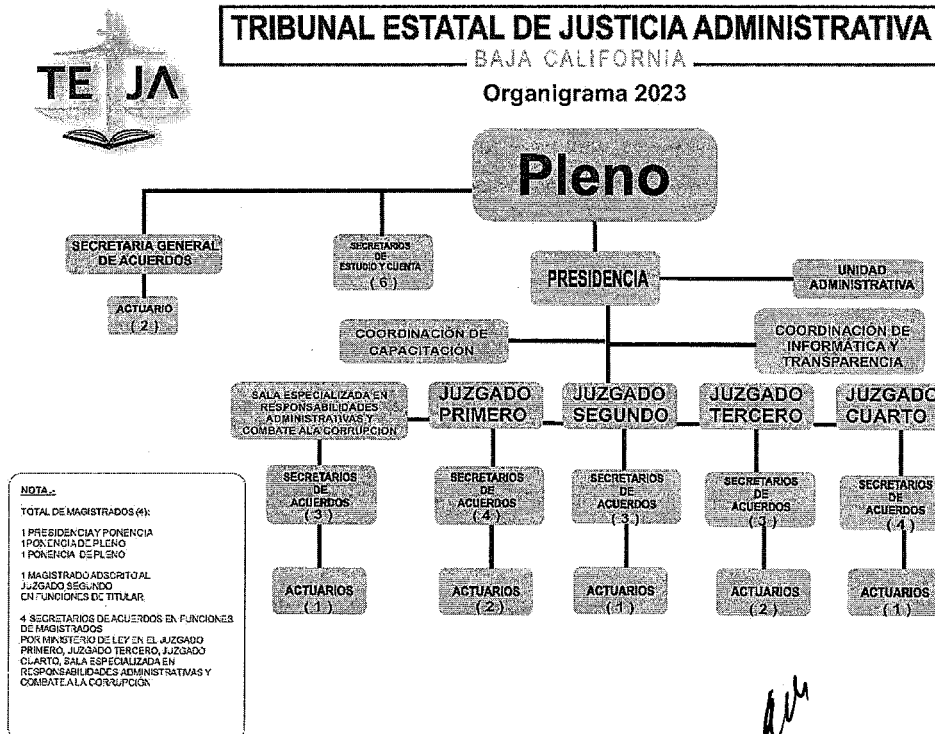 TE JA
TRIBUNAL ESTATAL DE JUSTICIA ADMINISTRATIVA
BAJA CALIFORNIA
Organigrama 2023
Pleno
SECRETARIA GENERAL
DE ACUERDOS
SECRETARIOS
DE
ESTUDIO Y CUENTA
( 6 )
PRESIDENCIA
UNIDAD
ADMINISTRATIVA
ACTUARIO
( 2 )
COORDINACIÓN DE
CAPACITACIÓN
COORDINACIÓN DE
INFORMÁTICA Y
TRANSPARENCIA
SALA ESPECIALIZADA EN
RESPONSABILIDADES
ADMINISTRATIVAS Y
COMBATE A LA CORRUPCIÓN
JUZGADO
PRIMERO
JUZGADO
SEGUNDO
JUZGADO
TERCERO
JUZGADO
CUARTO
SECRETARIOS
DE
ACUERDOS
( 3 )
SECRETARIOS
DE
ACUERDOS
( 4 )
SECRETARIOS
DE
ACUERDOS
( 3 )
SECRETARIOS
DE
ACUERDOS
( 3 )
SECRETARIOS
DE
ACUERDOS
( 4 )
ACTUARIOS
( 1 )
ACTUARIOS
( 2 )
ACTUARIOS
( 1 )
ACTUARIOS
( 2 )
ACTUARIOS
( 1 )
NOTA.-
TOTAL DE MAGISTRADOS (4):
1 PRESIDENCIA Y PONENCIA
1 PONENCIA DE PLENO
1 PONENCIA DE PLENO
1 MAGISTRADO ADSCRITO AL
JUZGADO SEGUNDO
EN FUNCIONES DE TITULAR.
4 SECRETARIOS DE ACUERDOS EN FUNCIONES
DE MAGISTRADOS
POR MINISTERIO DE LEY EN EL JUZGADO
PRIMERO, JUZGADO TERCERO, JUZGADO
CUARTO, SALA ESPECIALIZADA EN
RESPONSABILIDADES ADMINISTRATIVAS Y
COMBATE A LA CORRUPCIÓN